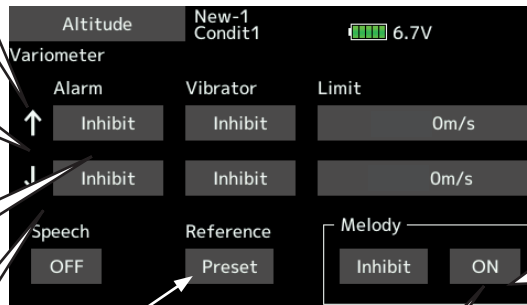 Altitude
New-1
Condit1
6.7V
Variometer
Alarm Vibrator Limit
↑ Inhibit Inhibit 0m/s
↓ Inhibit Inhibit 0m/s
Speech Reference Melody
OFF Preset Inhibit ON